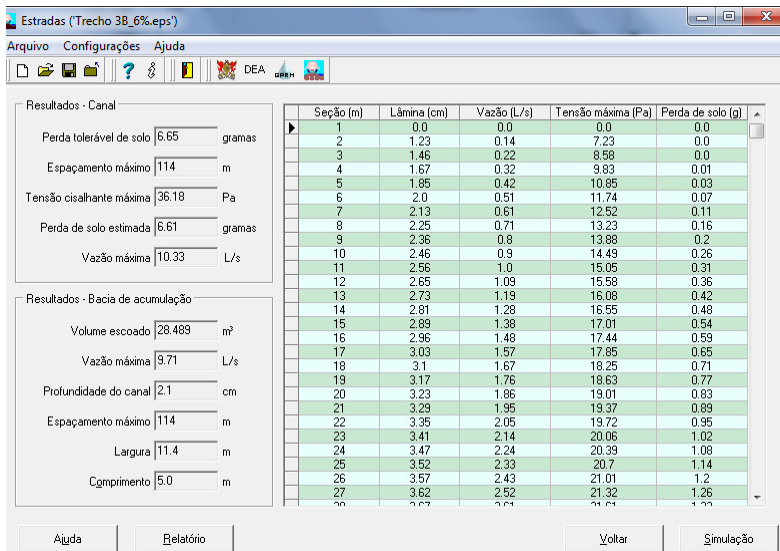 Estradas ('Trecho 3B_6%.eps')
Arquivo Configurações Ajuda
DEA GPRH
Resultados - Canal
Perda tolerável de solo 6.65 gramas
Espaçamento máximo 114 m
Tensão cisalhante máxima 36.18 Pa
Perda de solo estimada 6.61 gramas
Vazão máxima 10.33 L/s
Resultados - Bacia de acumulação
Volume escoado 28.489 m³
Vazão máxima 9.71 L/s
Profundidade do canal 2.1 cm
Espaçamento máximo 114 m
Largura 11.4 m
Comprimento 5.0 m
Seção (m) Lâmina (cm) Vazão (L/s) Tensão máxima (Pa) Perda de solo (g)
1 0.0 0.0 0.0 0.0
2 1.23 0.14 7.23 0.0
3 1.46 0.22 8.58 0.0
4 1.67 0.32 9.83 0.01
5 1.85 0.42 10.85 0.03
6 2.0 0.51 11.74 0.07
7 2.13 0.61 12.52 0.11
8 2.25 0.71 13.23 0.16
9 2.36 0.8 13.88 0.2
10 2.46 0.9 14.49 0.26
11 2.56 1.0 15.05 0.31
12 2.65 1.09 15.58 0.36
13 2.73 1.19 16.08 0.42
14 2.81 1.28 16.55 0.48
15 2.89 1.38 17.01 0.54
16 2.96 1.48 17.44 0.59
17 3.03 1.57 17.85 0.65
18 3.1 1.67 18.25 0.71
19 3.17 1.76 18.63 0.77
20 3.23 1.86 19.01 0.83
21 3.29 1.95 19.37 0.89
22 3.35 2.05 19.72 0.95
23 3.41 2.14 20.06 1.02
24 3.47 2.24 20.39 1.08
25 3.52 2.33 20.7 1.14
26 3.57 2.43 21.01 1.2
27 3.62 2.52 21.32 1.26
Ajuda Relatório Voltar Simulação